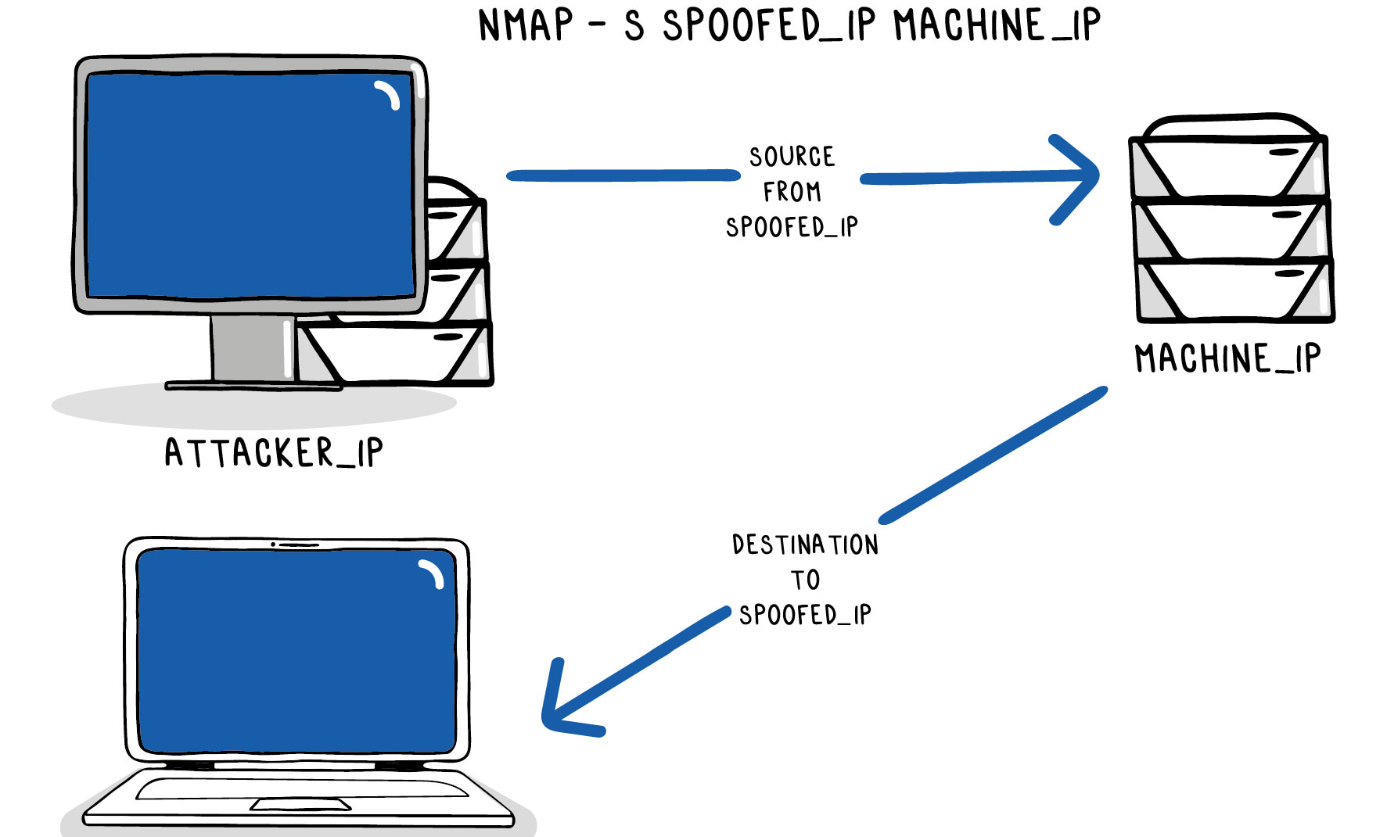 NMAP - S SPOOFED_IP MACHINE_IP
SOURCE
FROM
SPOOFED_IP
MACHINE_IP
ATTACKER_IP
DESTINATION
TO
SPOOFED_IP